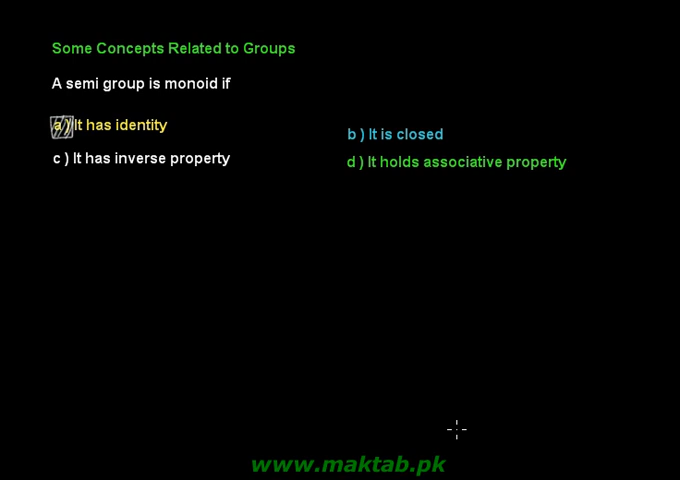 Some Concepts Related to Groups
A semi group is monoid if
a ) It has identity
b ) It is closed
c ) It has inverse property
d ) It holds associative property
www.maktab.pk